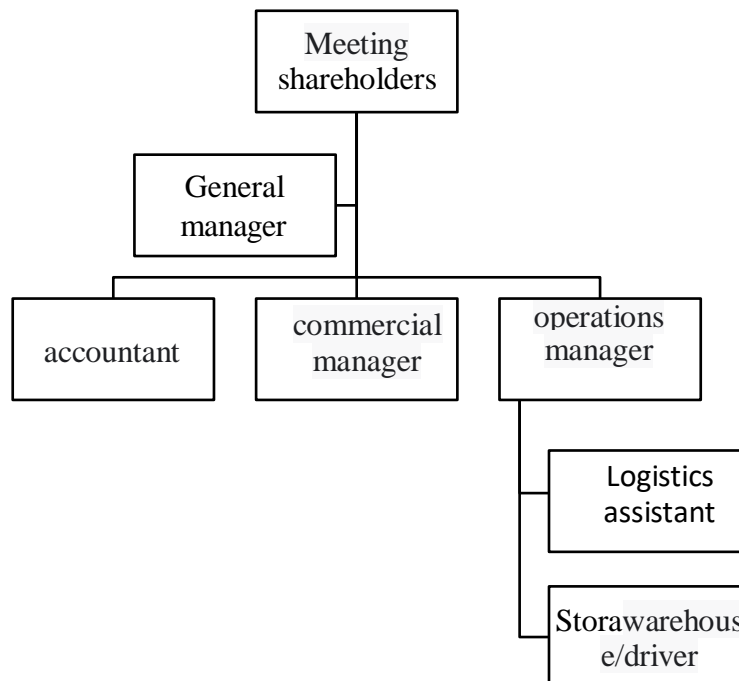 Meeting
shareholders
General
manager
accountant
commercial
manager
operations
manager
Logistics
assistant
Storawarehous
e/driver